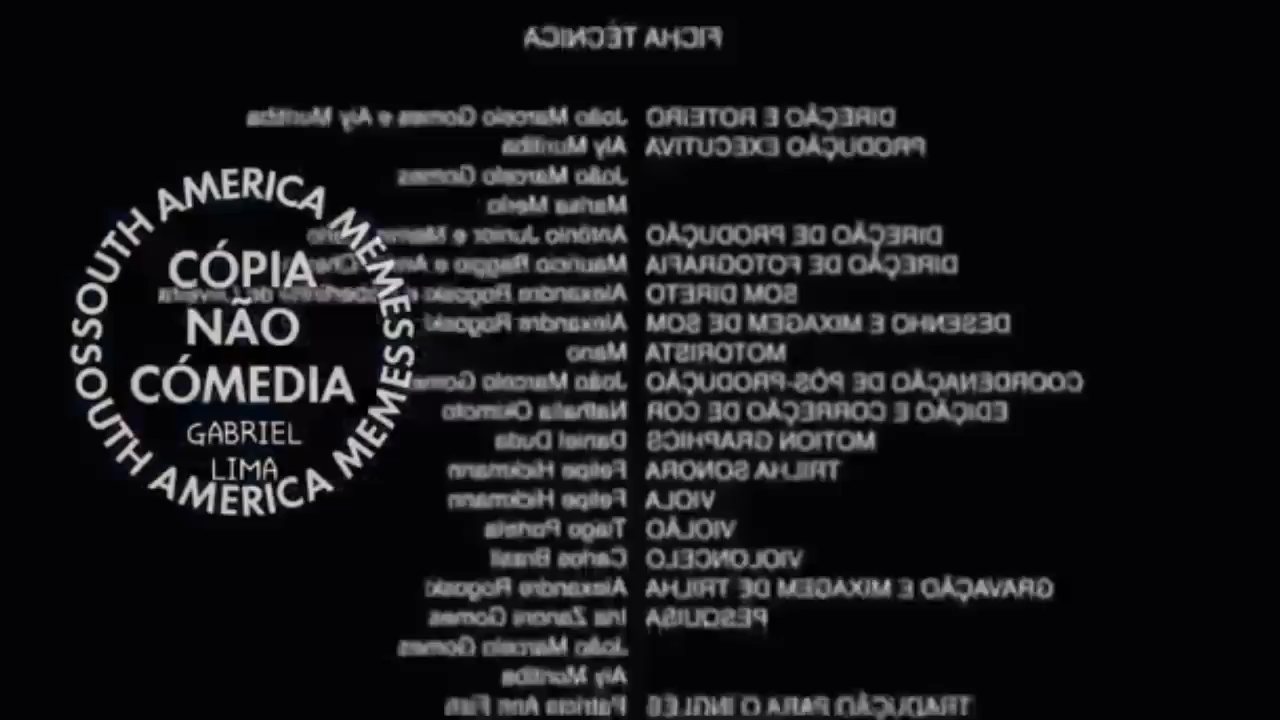 FICHA TÉCNICA
DIREÇÃO E ROTEIRO João Marcelo Gomes e Aly Muritiba
PRODUÇÃO EXECUTIVA Aly Muritiba
João Marcelo Gomes
Marisa Merlo
DIREÇÃO DE PRODUÇÃO Antônio Junior e
DIREÇÃO DE FOTOGRAFIA Mauricio Baggio e
SOM DIRETO Alexandre Rogoski
DESENHO E MIXAGEM DE SOM Alexandre Rogoski
MOTORISTA Mano
COORDENAÇÃO DE PÓS-PRODUÇÃO João Marcelo Gomes
EDIÇÃO E CORREÇÃO DE COR Nathalia Okimoto
MOTION GRAPHICS Daniel Duda
TRILHA SONORA Felipe Hickmann
VIOLA Felipe Hickmann
VIOLÃO Tiago Portela
VIOLONCELO Carlos Brasil
GRAVAÇÃO E MIXAGEM DE TRILHA Alexandre Rogoski
PESQUISA Iria Zanoni Gomes
João Marcelo Gomes
Aly Muritiba
TRADUÇÃO PARA O INGLÊS Patricia Ann Fish
SOUTH AMERICA MEMESS
CÓPIA
NÃO
CÓMEDIA
GABRIEL
LIMA
SOUTH AMERICA MEMESS